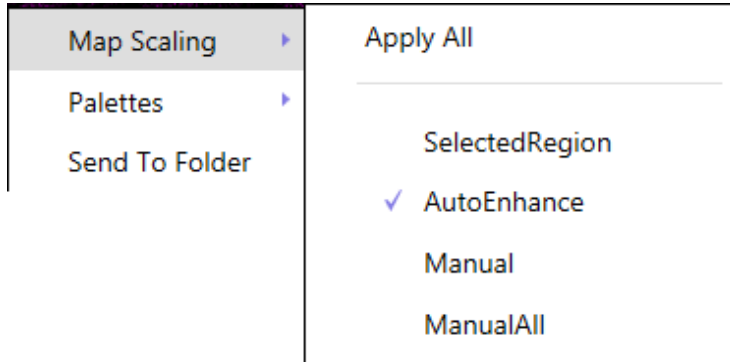 Map Scaling
Palettes
Send To Folder
Apply All
SelectedRegion
AutoEnhance
Manual
ManualAll